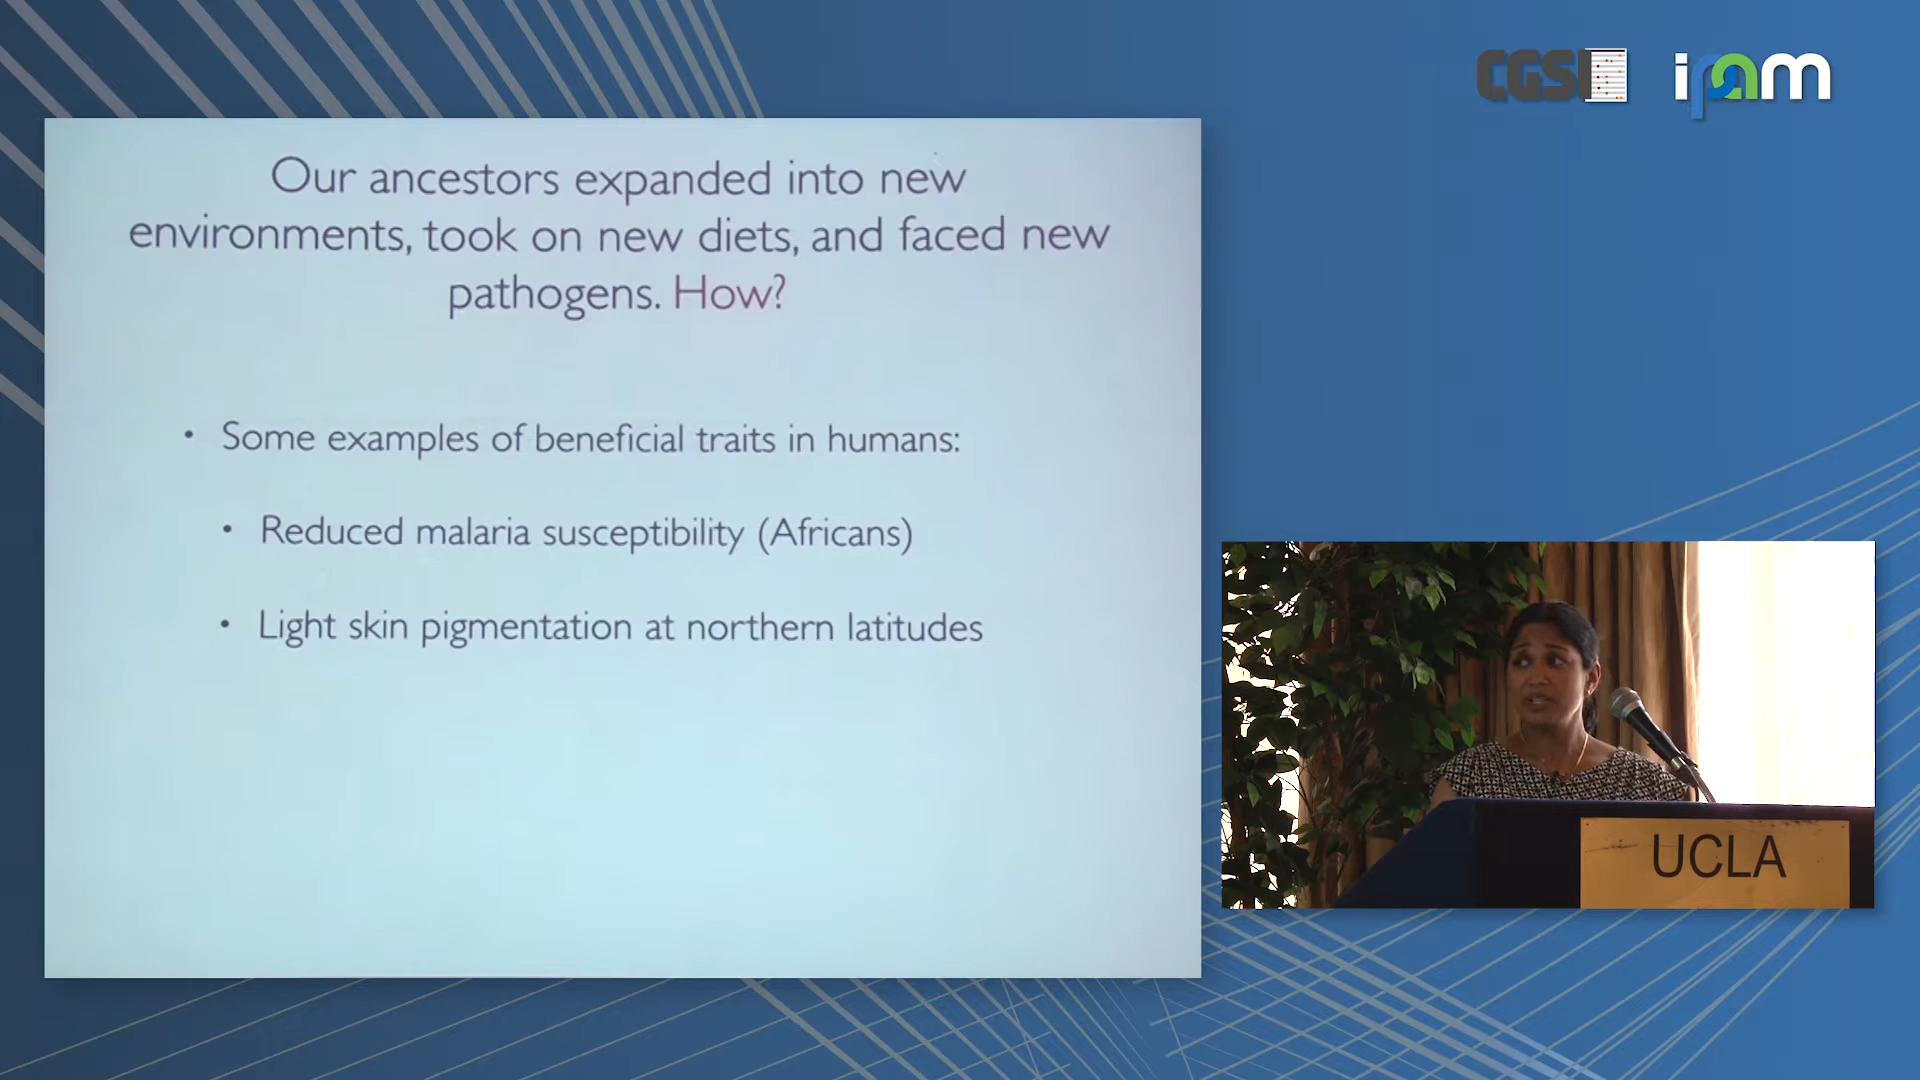 CGSI
ipam
Our ancestors expanded into new
environments, took on new diets, and faced new
pathogens. How?
• Some examples of beneficial traits in humans:
• Reduced malaria susceptibility (Africans)
• Light skin pigmentation at northern latitudes
UCLA